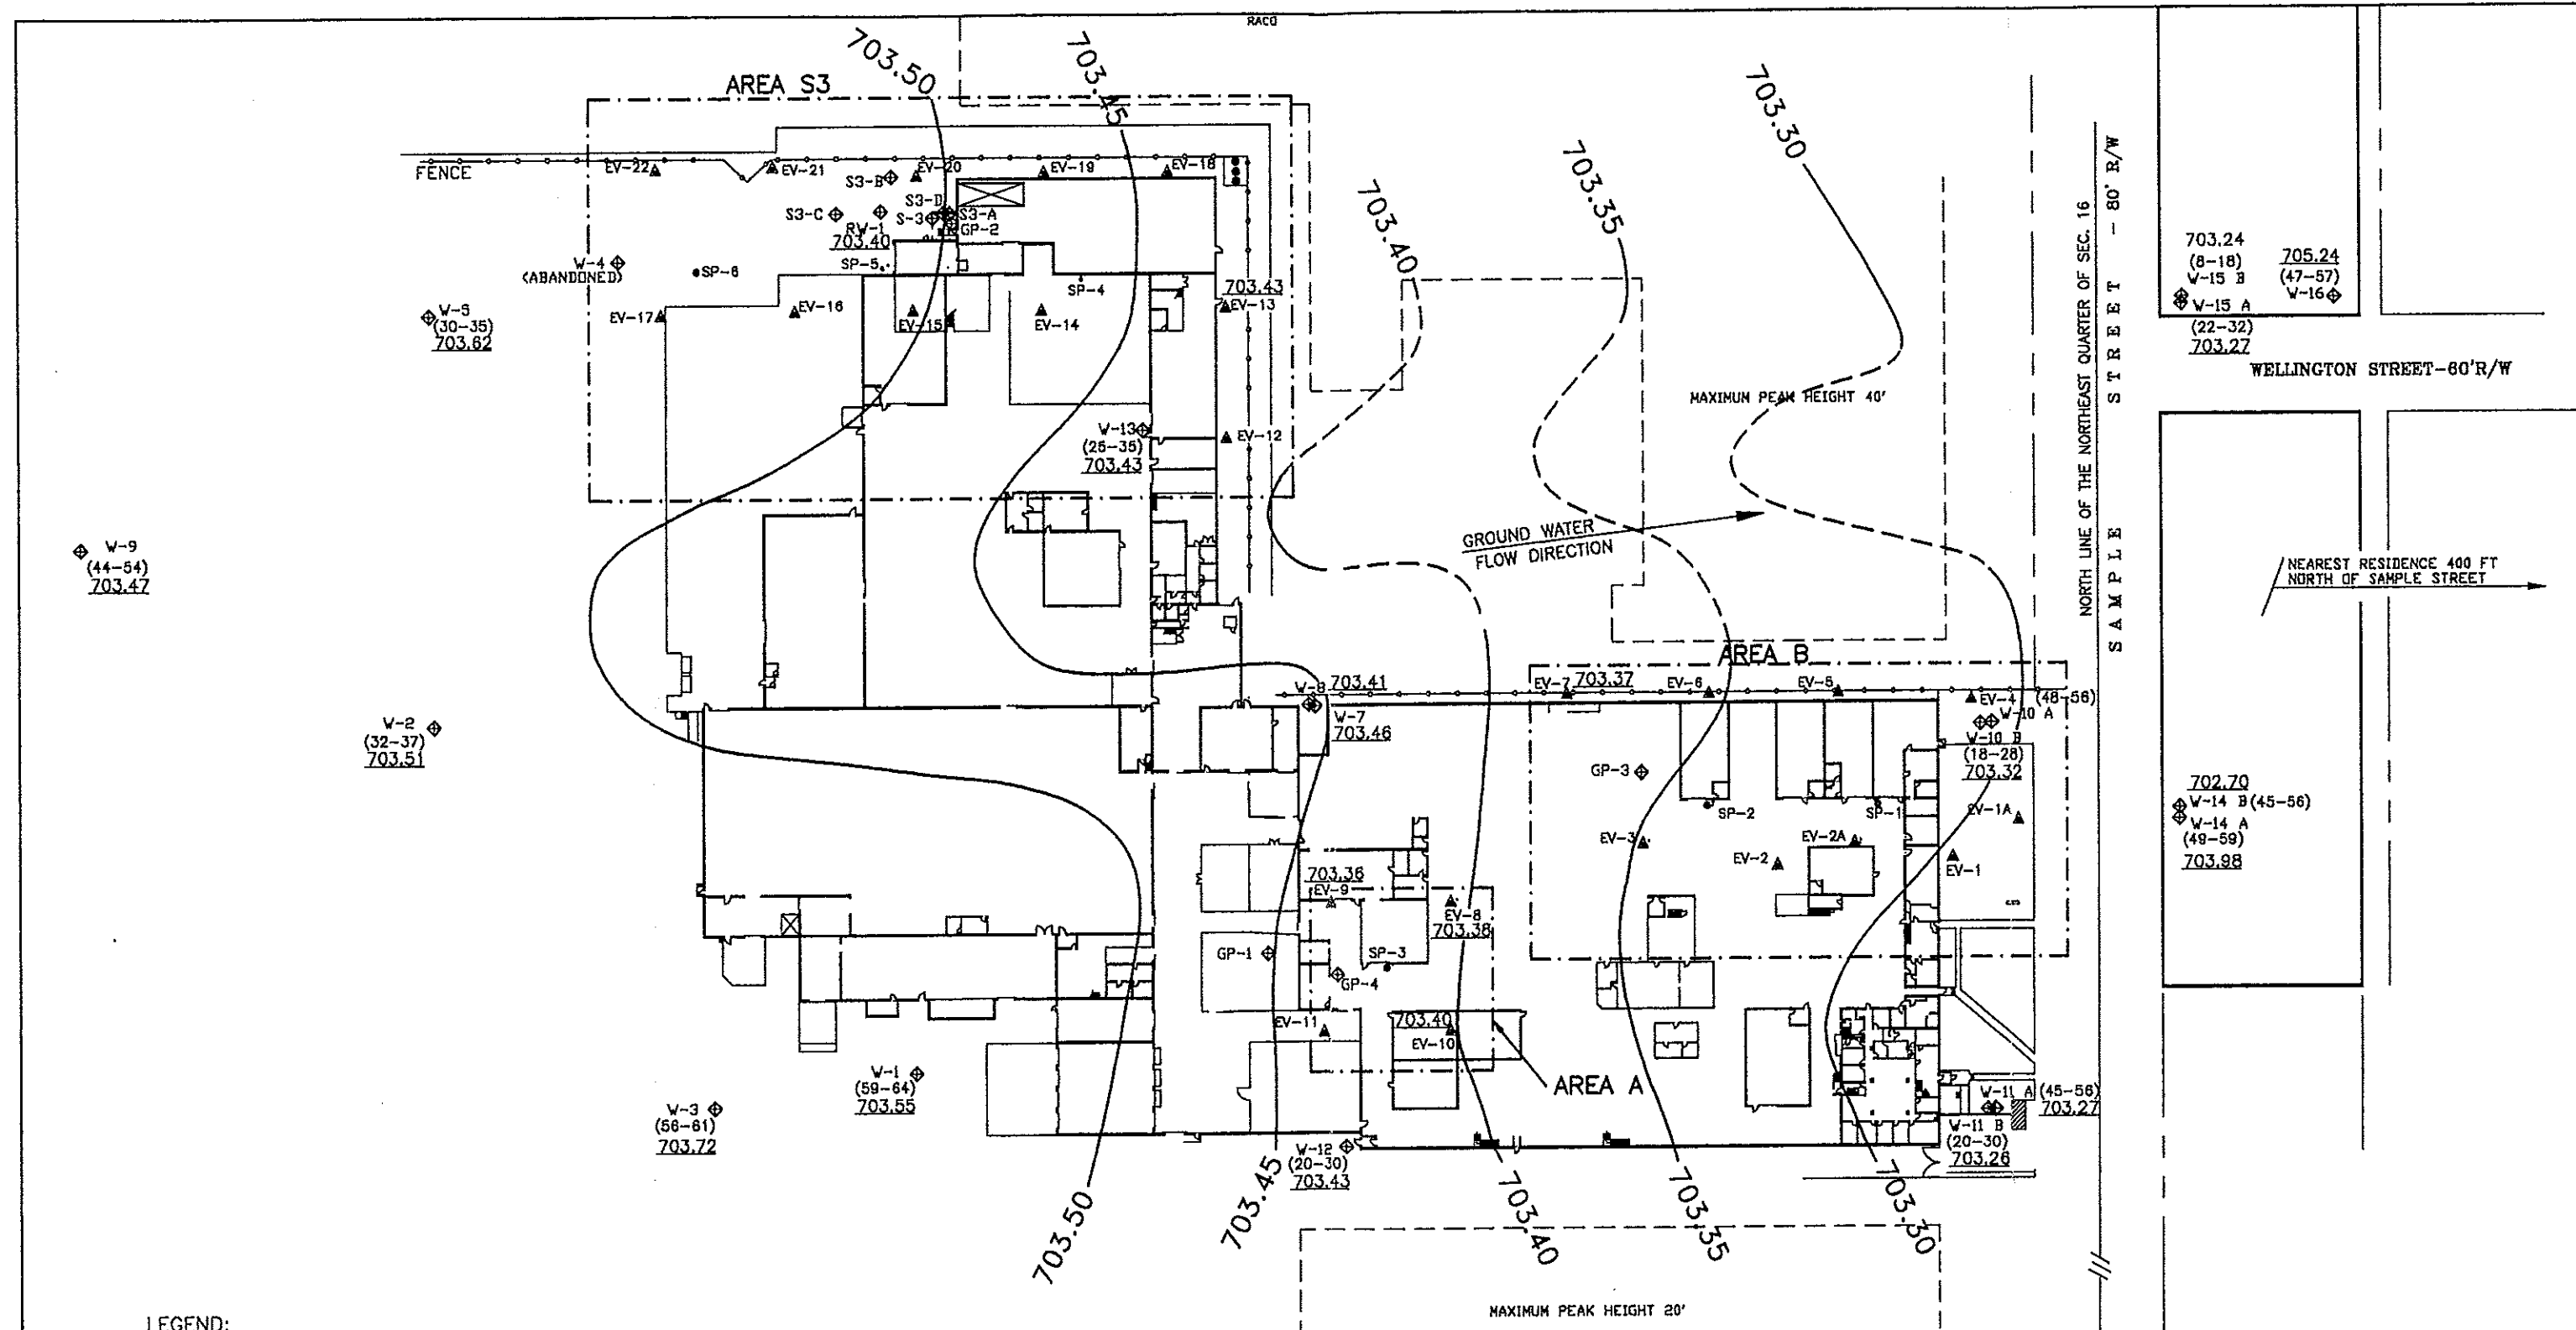 RACO
703.50
703.45
703.30
703.35
703.40
AREA S3
FENCE
EV-22
EV-21
EV-20
EV-19
EV-18
S3-B
S3-D
S3-C
S-3
S3-A
GP-2
RW-1
703.40
W-4
(ABANDONED)
SP-6
SP-5
SP-4
703.43
EV-13
W-5
(30-35)
703.62
EV-17
EV-16
EV-15
EV-14
W-13
(25-35)
703.43
EV-12
MAXIMUM PEAK HEIGHT 40'
NORTH LINE OF THE NORTHEAST QUARTER OF SEC. 16
SAMPLE STREET - 80' R/W
703.24
(8-18)
W-15 B
W-15 A
(22-32)
703.27
705.24
(47-57)
W-16
WELLINGTON STREET-60'R/W
W-9
(44-54)
703.47
GROUND WATER
FLOW DIRECTION
NEAREST RESIDENCE 400 FT
NORTH OF SAMPLE STREET
AREA B
W-8
703.41
W-7
703.46
EV-7
703.37
EV-6
EV-5
EV-4
(48-58)
W-10 A
W-10 B
(18-28)
703.32
W-2
(32-37)
703.51
GP-3
SP-2
SP-1
EV-1A
EV-3
EV-2A
EV-2
EV-1
702.70
W-14 B (45-56)
W-14 A
(49-59)
703.98
703.36
EV-9
EV-8
703.38
GP-1
SP-3
GP-4
EV-11
703.40
EV-10
AREA A
W-1
(59-64)
703.55
W-3
(56-61)
703.72
W-11 A (45-56)
703.27
W-11 B
(20-30)
703.26
W-12
(20-30)
703.43
703.50
703.45
703.40
703.35
703.30
MAXIMUM PEAK HEIGHT 20'
LEGEND: